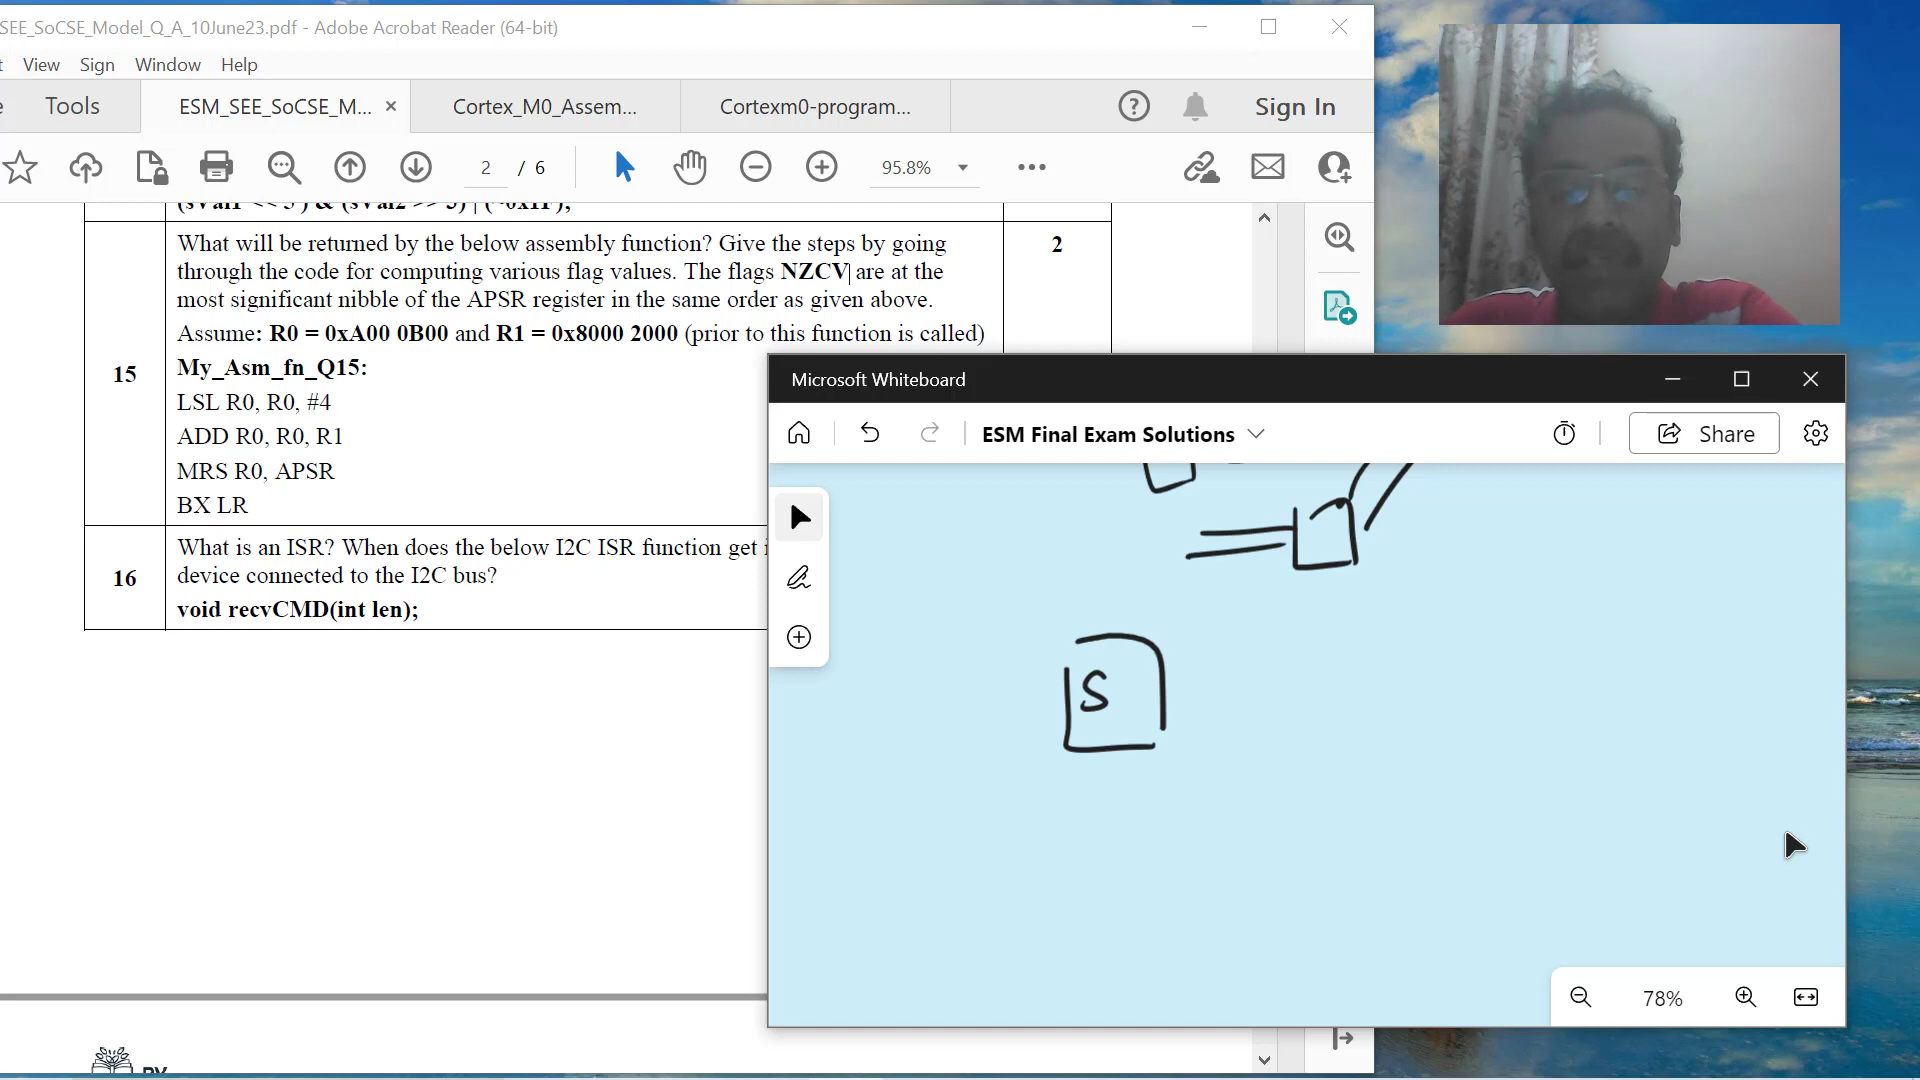 SEE_SoCSE_Model_Q_A_10June23.pdf - Adobe Acrobat Reader (64-bit)
View Sign Window Help
Tools ESM_SEE_SoCSE_M... × Cortex_M0_Assem... Cortexm0-program... Sign In
2 / 6 95.8%
15
What will be returned by the below assembly function? Give the steps by going
through the code for computing various flag values. The flags NZCV are at the
most significant nibble of the APSR register in the same order as given above.
Assume: R0 = 0xA00 0B00 and R1 = 0x8000 2000 (prior to this function is called)
My_Asm_fn_Q15:
LSL R0, R0, #4
ADD R0, R0, R1
MRS R0, APSR
BX LR
2
16
What is an ISR? When does the below I2C ISR function get
device connected to the I2C bus?
void recvCMD(int len);
Microsoft Whiteboard
ESM Final Exam Solutions
Share
S
78%